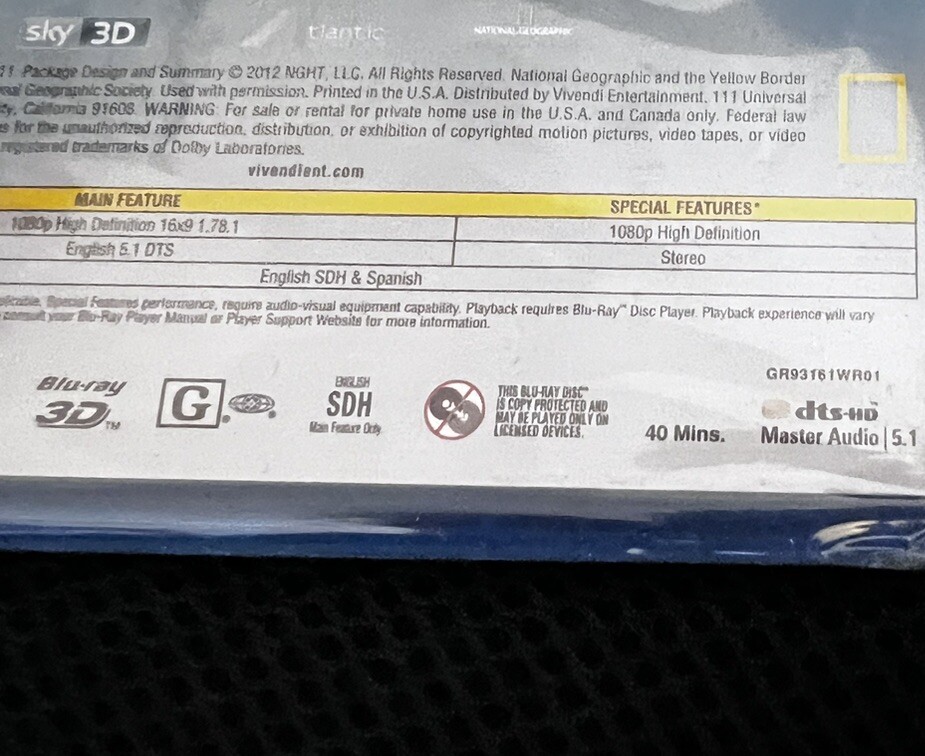 sky 3D
tlantic
NATIONAL GEOGRAPHIC
Package Design and Summary © 2012 NGHT, LLC. All Rights Reserved. National Geographic and the Yellow Border
Geographic Society. Used with permission. Printed in the U.S.A. Distributed by Vivendi Entertainment. 111 Universal
ty, California 91608. WARNING: For sale or rental for private home use in the U.S.A. and Canada only. Federal law
s for the unauthorized reproduction, distribution, or exhibition of copyrighted motion pictures, video tapes, or video
registered trademarks of Dolby Laboratories.
vivendient.com
MAIN FEATURE
SPECIAL FEATURES*
1080p High Definition 16x9 1.78.1
1080p High Definition
English 5.1 DTS
Stereo
English SDH & Spanish
Special Features performance, require audio-visual equipment capability. Playback requires Blu-Ray™ Disc Player. Playback experience will vary
consult your Blu-Ray Player Manual or Player Support Website for more information.
Blu-ray
3D™
G
ENGLISH
SDH
Main Feature Only
THIS BLU-RAY DISC™
IS COPY PROTECTED AND
MAY BE PLAYED ONLY ON
LICENSED DEVICES.
40 Mins.
GR93161WR01
dts-HD
Master Audio | 5.1